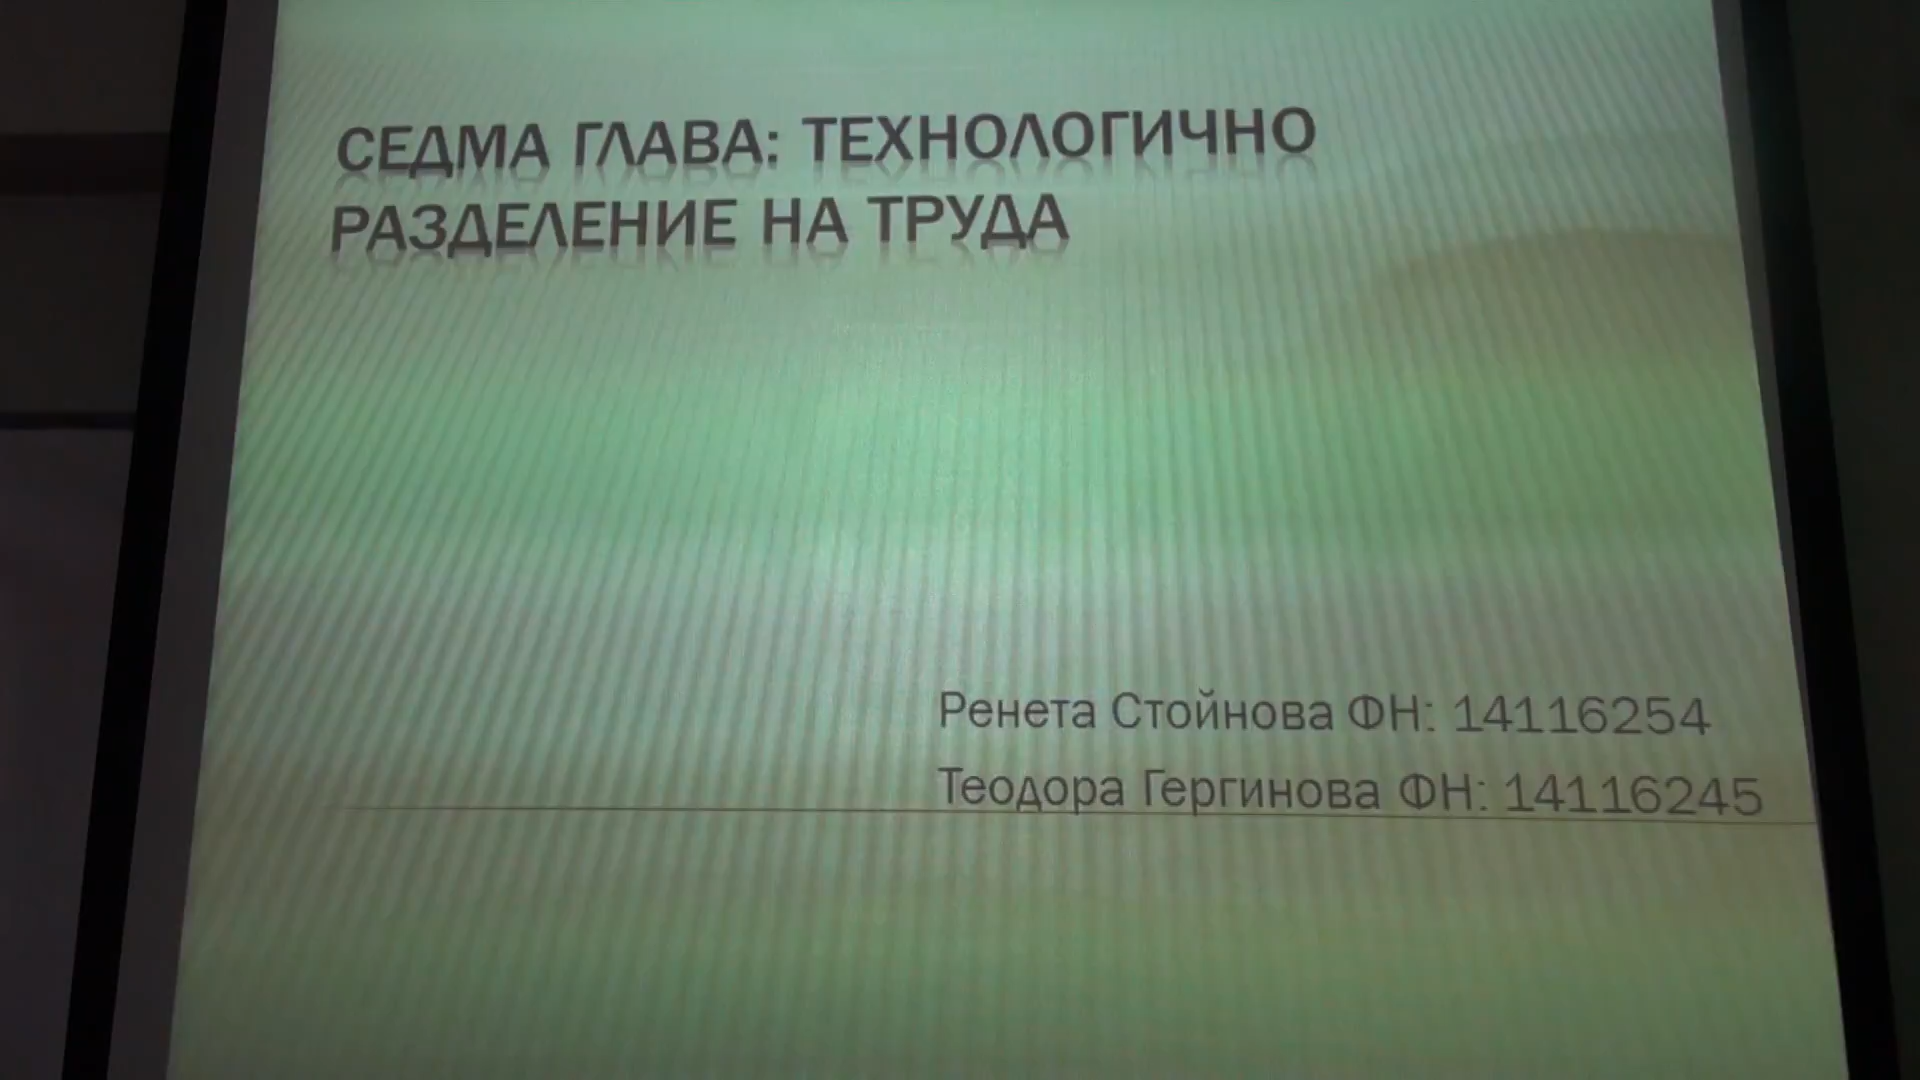 СЕДМА ГЛАВА: ТЕХНОЛОГИЧНО
РАЗДЕЛЕНИЕ НА ТРУДА
Ренета Стойнова ФН: 14116254
Теодора Гергинова ФН: 14116245